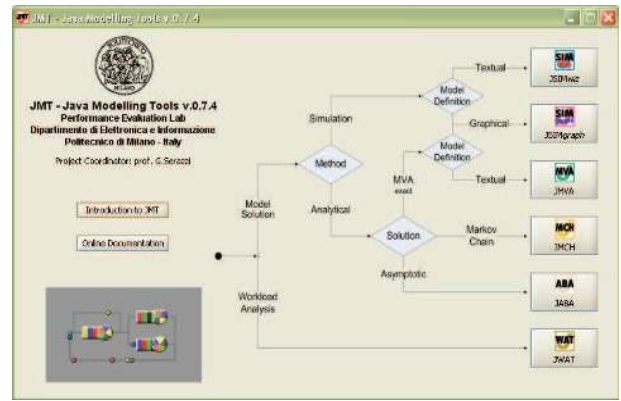 JMT - Java Modelling Tools v.0.7.4
POLITECNICO
MILANO
JMT - Java Modelling Tools v.0.7.4
Performance Evaluation Lab
Dipartimento di Elettronica e Informazione
Politecnico di Milano - Italy
Project Coordinator: prof. G.Serazzi
Introduction to JMT
Online Documentation
Model
Solution
Workload
Analysis
Simulation
Method
Analytical
Model
Definition
Textual
Graphical
Model
Definition
MVA
exact
Textual
Solution
Markov
Chain
Asymptotic
SIM
JSIMwiz
SIM
JSIMgraph
MVA
JMVA
MCH
JMCH
ABA
JABA
WAT
JWAT